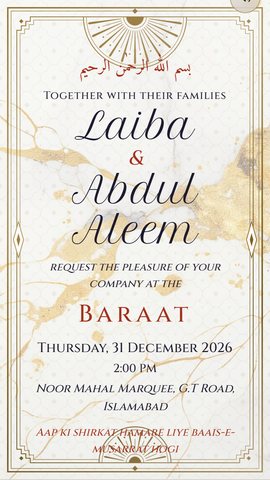 بسم الله الرحمن الرحيم
Together with their families
Laiba
&
Abdul
Aleem
request the pleasure of your
company at the
Baraat
Thursday, 31 December 2026
2:00 pm
Noor Mahal Marquee, G.T Road,
Islamabad
Aap ki shirkat hamare liye baais-e-
musarrat hogi